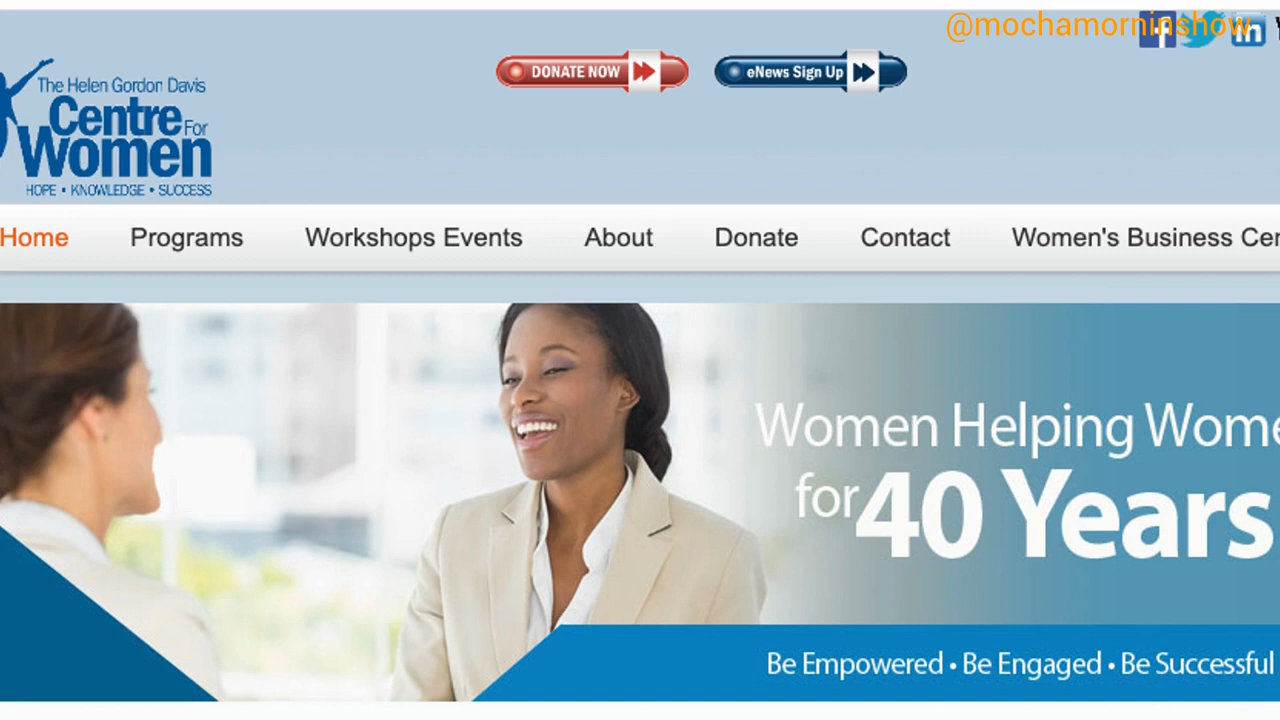 @mochamorninshow
DONATE NOW
eNews Sign Up
The Helen Gordon Davis
Centre For
Women
HOPE • KNOWLEDGE • SUCCESS
Home Programs Workshops Events About Donate Contact Women's Business Cen
Women Helping Wome
for 40 Years
Be Empowered • Be Engaged • Be Successful